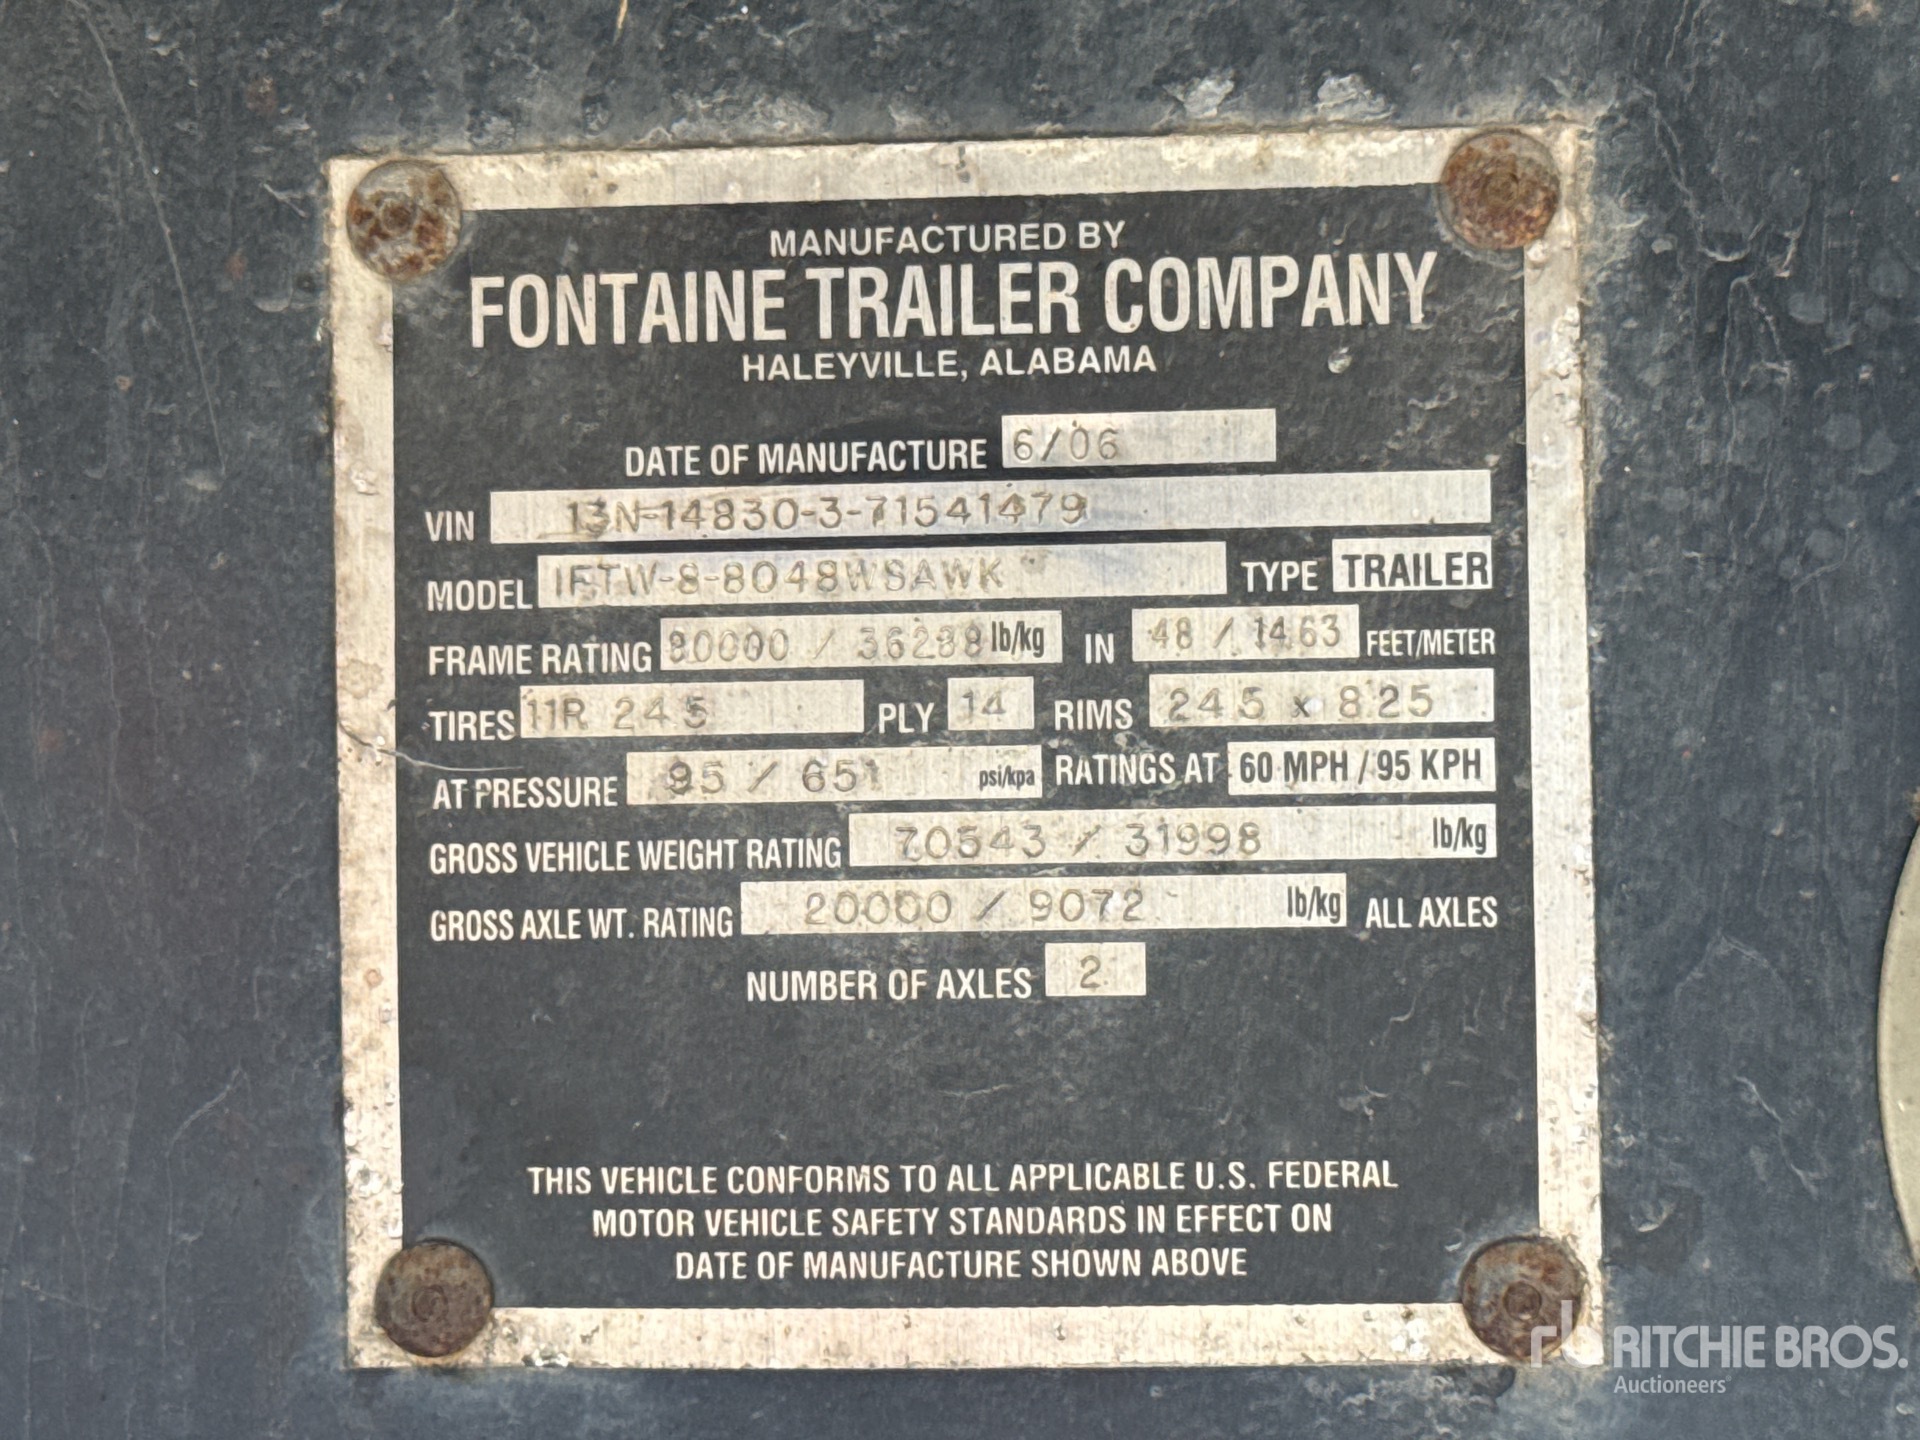 MANUFACTURED BY
FONTAINE TRAILER COMPANY
HALEYVILLE, ALABAMA
DATE OF MANUFACTURE 6/06
VIN 13N-14830-3-71541479
MODEL IFTW-8-8048WSAWK TYPE TRAILER
FRAME RATING 80000 / 36288 lb/kg IN 48 / 14.63 FEET/METER
TIRES 11R 24.5 PLY 14 RIMS 24.5 x 8.25
AT PRESSURE 95 / 651 psi/kpa RATINGS AT 60 MPH / 95 KPH
GROSS VEHICLE WEIGHT RATING 70543 / 31998 lb/kg
GROSS AXLE WT. RATING 20000 / 9072 lb/kg ALL AXLES
NUMBER OF AXLES 2
THIS VEHICLE CONFORMS TO ALL APPLICABLE U.S. FEDERAL
MOTOR VEHICLE SAFETY STANDARDS IN EFFECT ON
DATE OF MANUFACTURE SHOWN ABOVE
rb RITCHIE BROS.
Auctioneers